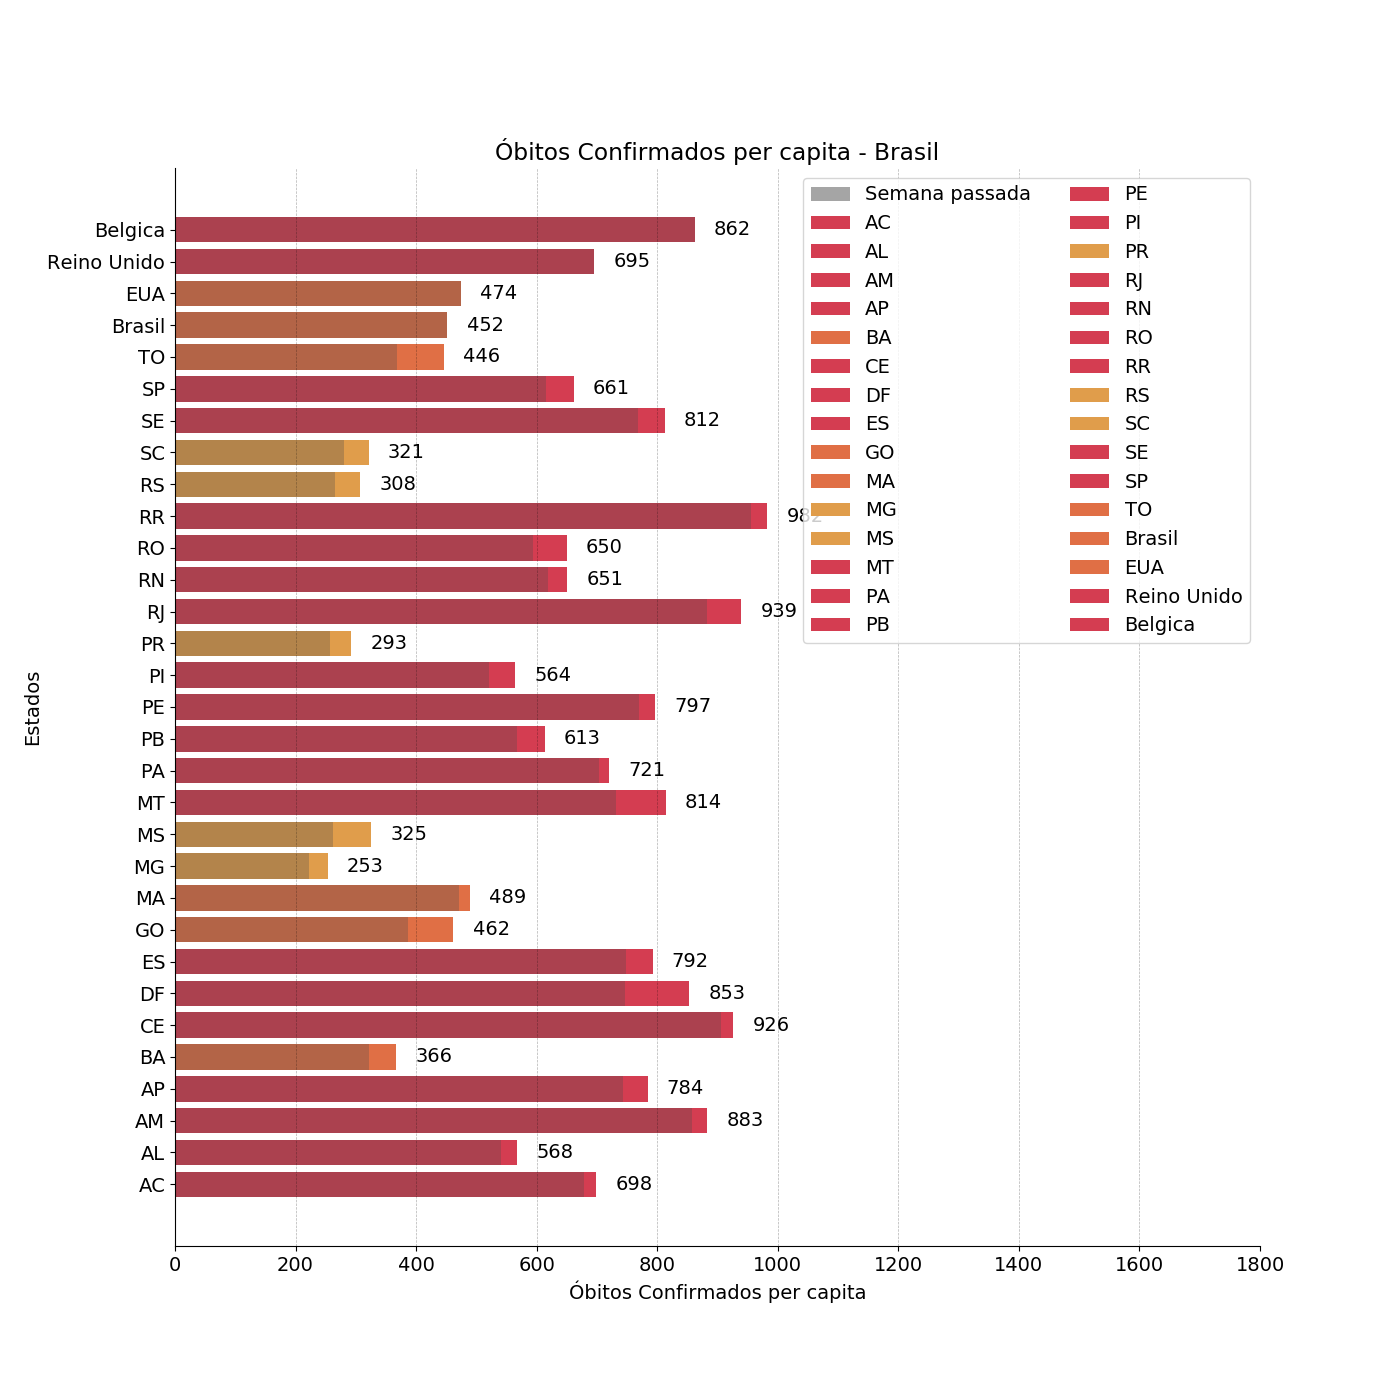 Óbitos Confirmados per capita - Brasil
Semana passada
AC
AL
AM
AP
BA
CE
DF
ES
GO
MA
MG
MS
MT
PA
PB
PE
PI
PR
RJ
RN
RO
RR
RS
SC
SE
SP
TO
Brasil
EUA
Reino Unido
Belgica
Estados
Belgica 862
Reino Unido 695
EUA 474
Brasil 452
TO 446
SP 661
SE 812
SC 321
RS 308
RR 982
RO 650
RN 651
RJ 939
PR 293
PI 564
PE 797
PB 613
PA 721
MT 814
MS 325
MG 253
MA 489
GO 462
ES 792
DF 853
CE 926
BA 366
AP 784
AM 883
AL 568
AC 698
0 200 400 600 800 1000 1200 1400 1600 1800
Óbitos Confirmados per capita